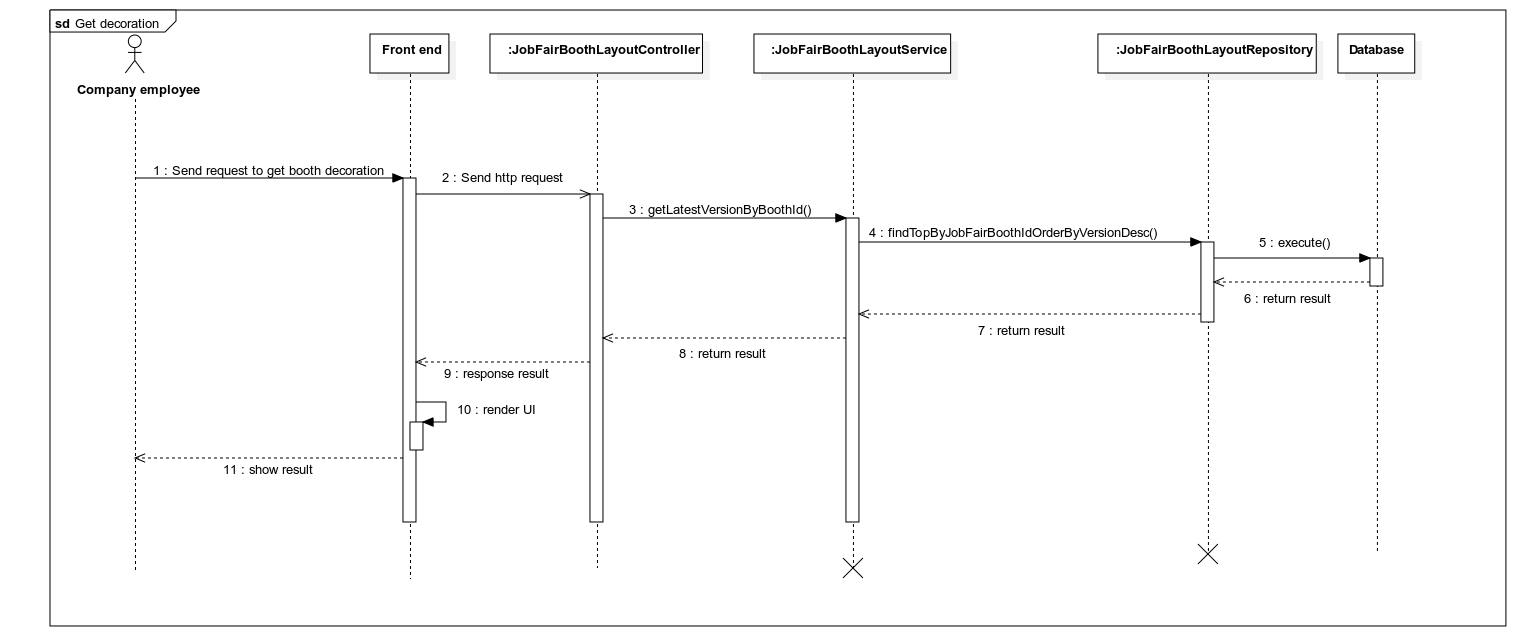 sd Get decoration
Company employee
Front end
:JobFairBoothLayoutController
:JobFairBoothLayoutService
:JobFairBoothLayoutRepository
Database
1 : Send request to get booth decoration
2 : Send http request
3 : getLatestVersionByBoothId()
4 : findTopByJobFairBoothIdOrderByVersionDesc()
5 : execute()
6 : return result
7 : return result
8 : return result
9 : response result
10 : render UI
11 : show result